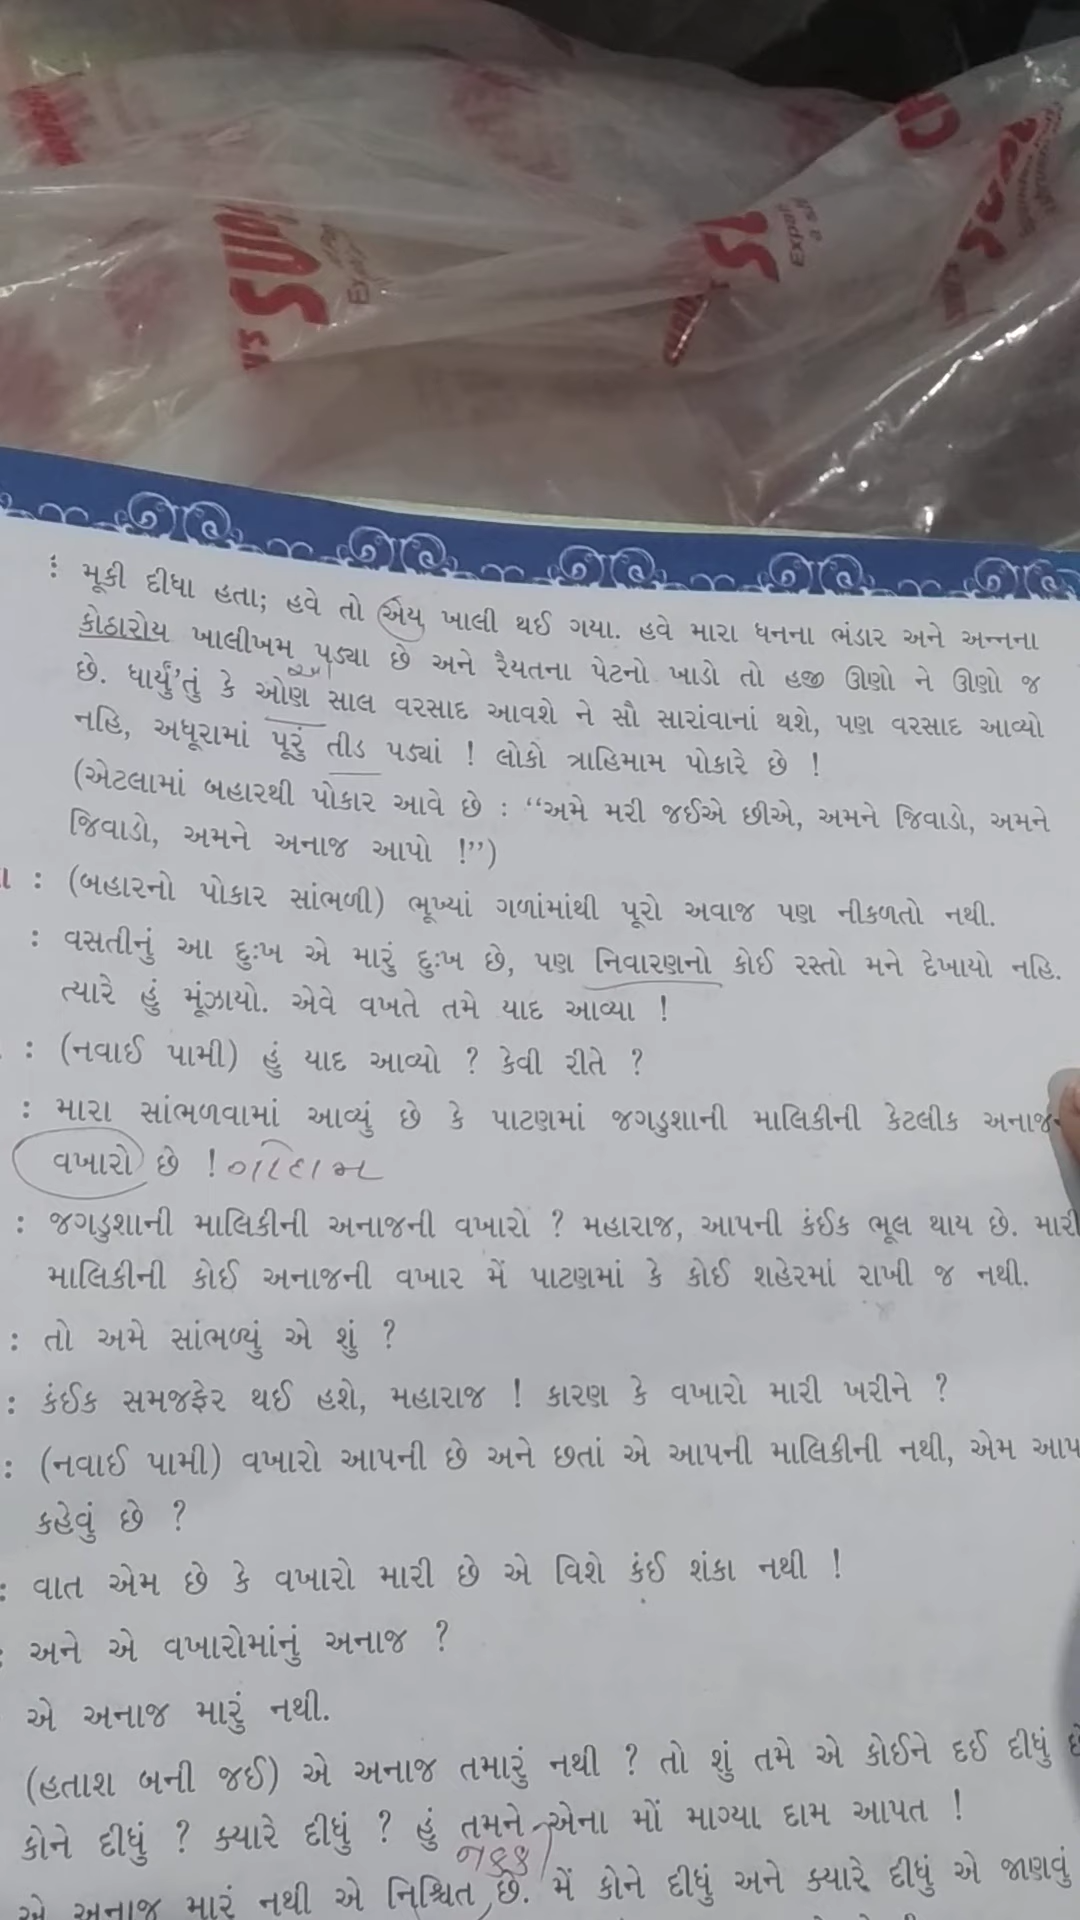 : મૂકી દીધા હતા; હવે તો એય ખાલી થઈ ગયા. હવે મારા ધનના ભંડાર અને અન્નના
કોઠારોય ખાલીખમ પડ્યા છે અને રૈયતના પેટનો ખાડો તો હજી ઊણો ને ઊણો જ
છે. ધાર્યું'તું કે ઓણ સાલ વરસાદ આવશે ને સૌ સારાંવાનાં થશે, પણ વરસાદ આવ્યો
નહિ, અધૂરામાં પૂરું તીડ પડ્યાં ! લોકો ત્રાહિમામ પોકારે છે !
(એટલામાં બહારથી પોકાર આવે છે : “અમે મરી જઈએ છીએ, અમને જિવાડો, અમને
જિવાડો, અમને અનાજ આપો !”)
: (બહારનો પોકાર સાંભળી) ભૂખ્યાં ગળાંમાંથી પૂરો અવાજ પણ નીકળતો નથી.
: વસતીનું આ દુઃખ એ મારું દુઃખ છે, પણ નિવારણનો કોઈ રસ્તો મને દેખાયો નહિ.
ત્યારે હું મૂંઝાયો. એવે વખતે તમે યાદ આવ્યા !
: (નવાઈ પામી) હું યાદ આવ્યો ? કેવી રીતે ?
: મારા સાંભળવામાં આવ્યું છે કે પાટણમાં જગડુશાની માલિકીની કેટલીક અનાજ
વખારો છે ! ગોદામ
: જગડુશાની માલિકીની અનાજની વખારો ? મહારાજ, આપની કંઈક ભૂલ થાય છે. મારી
માલિકીની કોઈ અનાજની વખાર મેં પાટણમાં કે કોઈ શહેરમાં રાખી જ નથી.
: તો અમે સાંભળ્યું એ શું ?
: કંઈક સમજફેર થઈ હશે, મહારાજ ! કારણ કે વખારો મારી ખરીને ?
: (નવાઈ પામી) વખારો આપની છે અને છતાં એ આપની માલિકીની નથી, એમ આપ
કહેવું છે ?
: વાત એમ છે કે વખારો મારી છે એ વિશે કંઈ શંકા નથી !
: અને એ વખારોમાંનું અનાજ ?
એ અનાજ મારું નથી.
(હતાશ બની જઈ) એ અનાજ તમારું નથી ? તો શું તમે એ કોઈને દઈ દીધું છે
કોને દીધું ? ક્યારે દીધું ? હું તમને એના મોં માગ્યા દામ આપત !
નક્કી
એ અનાજ મારું નથી એ નિશ્ચિત છે. મેં કોને દીધું અને ક્યારે દીધું એ જાણવું